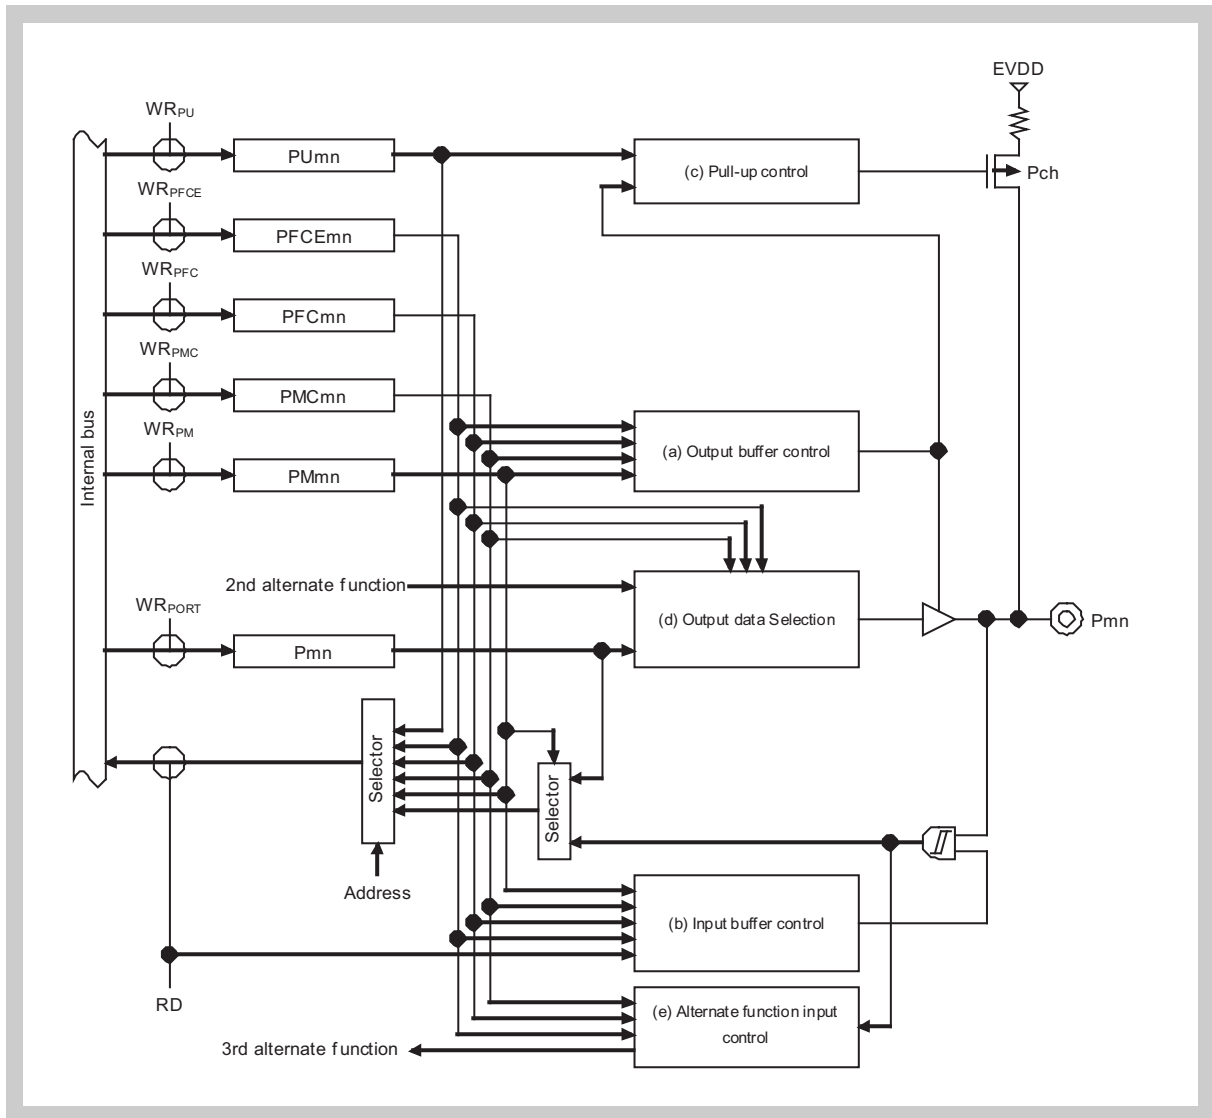 EVDD
WRPU
PUmn
(c) Pull-up control
Pch
WRPFCE
PFCEmn
WRPFC
PFCmn
WRPMC
PMCmn
Internal bus
WRPM
PMmn
(a) Output buffer control
2nd alternate function
WRPORT
Pmn
(d) Output data Selection
Pmn
Selector
Selector
Address
(b) Input buffer control
RD
(e) Alternate function input
control
3rd alternate function